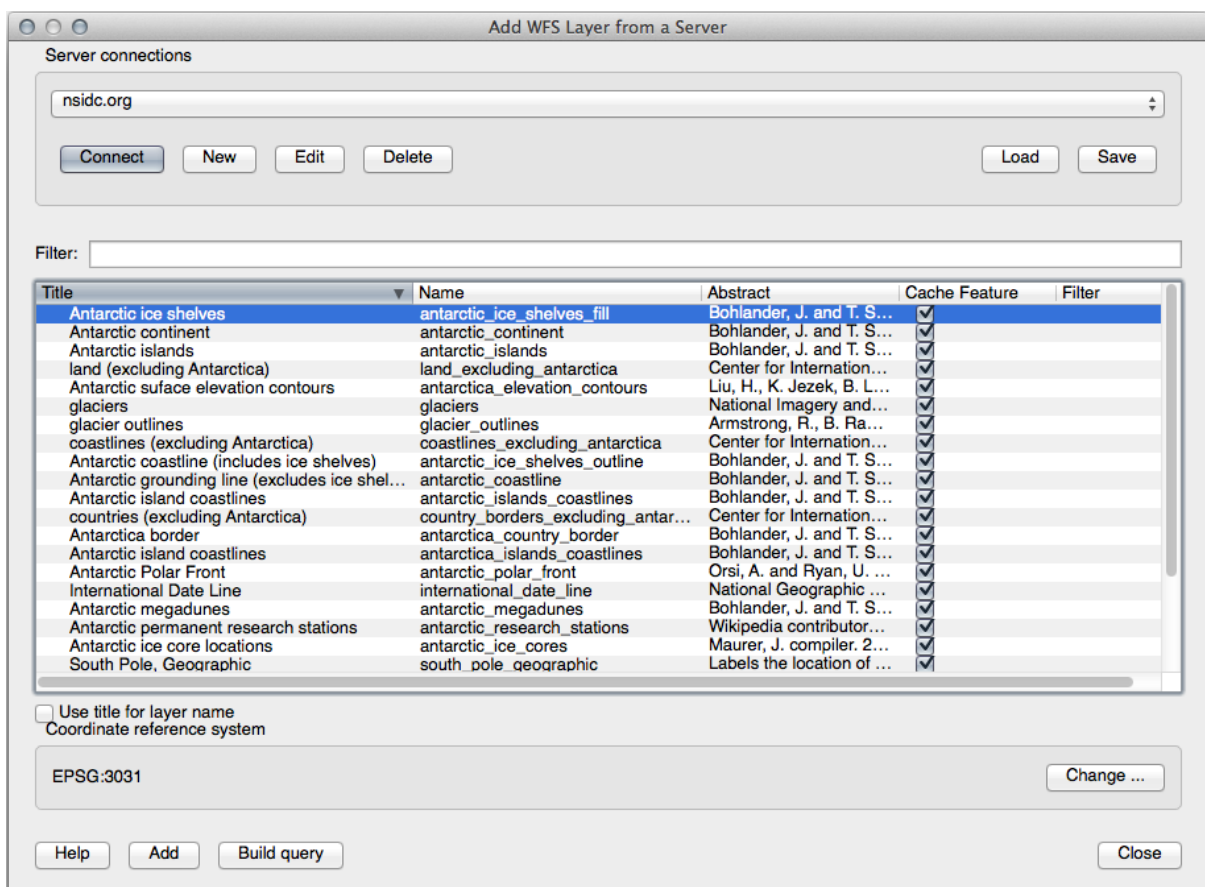 Add WFS Layer from a Server
Server connections
nsidc.org
Connect New Edit Delete Load Save
Filter:
Title Name Abstract Cache Feature Filter
Antarctic ice shelves antarctic_ice_shelves_fill Bohlander, J. and T. S...
Antarctic continent antarctic_continent Bohlander, J. and T. S...
Antarctic islands antarctic_islands Bohlander, J. and T. S...
land (excluding Antarctica) land_excluding_antarctica Center for Internation...
Antarctic suface elevation contours antarctica_elevation_contours Liu, H., K. Jezek, B. L...
glaciers glaciers National Imagery and...
glacier outlines glacier_outlines Armstrong, R., B. Ra...
coastlines (excluding Antarctica) coastlines_excluding_antarctica Center for Internation...
Antarctic coastline (includes ice shelves) antarctic_ice_shelves_outline Bohlander, J. and T. S...
Antarctic grounding line (excludes ice shel... antarctic_coastline Bohlander, J. and T. S...
Antarctic island coastlines antarctic_islands_coastlines Bohlander, J. and T. S...
countries (excluding Antarctica) country_borders_excluding_antar... Center for Internation...
Antarctica border antarctica_country_border Bohlander, J. and T. S...
Antarctic island coastlines antarctica_islands_coastlines Bohlander, J. and T. S...
Antarctic Polar Front antarctic_polar_front Orsi, A. and Ryan, U. ...
International Date Line international_date_line National Geographic ...
Antarctic megadunes antarctic_megadunes Bohlander, J. and T. S...
Antarctic permanent research stations antarctic_research_stations Wikipedia contributor...
Antarctic ice core locations antarctic_ice_cores Maurer, J. compiler. 2...
South Pole, Geographic south_pole_geographic Labels the location of ...
Use title for layer name
Coordinate reference system
EPSG:3031 Change ...
Help Add Build query Close